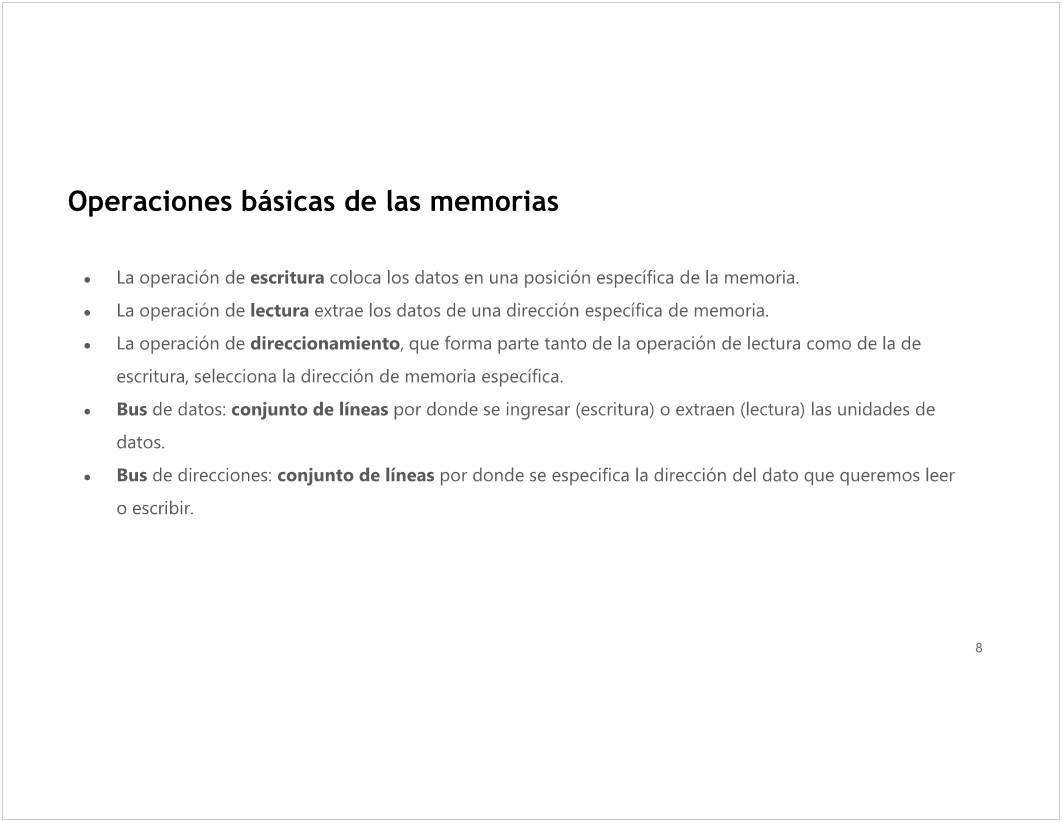 Operaciones básicas de las memorias
● La operación de escritura coloca los datos en una posición específica de la memoria.
● La operación de lectura extrae los datos de una dirección específica de memoria.
● La operación de direccionamiento, que forma parte tanto de la operación de lectura como de la de
escritura, selecciona la dirección de memoria específica.
● Bus de datos: conjunto de líneas por donde se ingresar (escritura) o extraen (lectura) las unidades de
datos.
● Bus de direcciones: conjunto de líneas por donde se especifica la dirección del dato que queremos leer
o escribir.
8